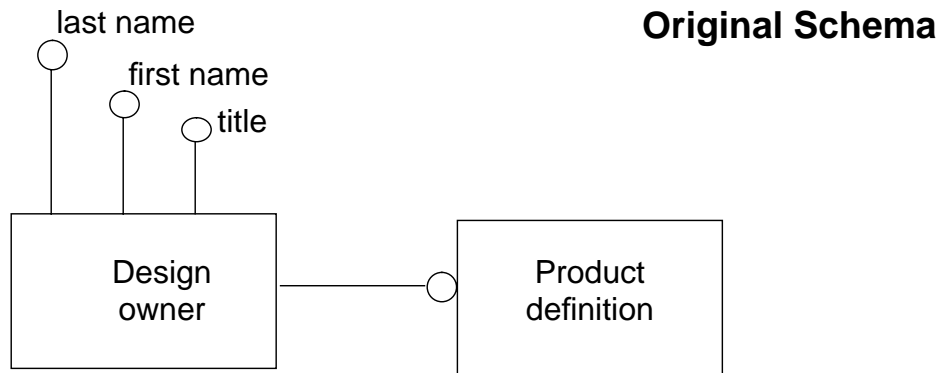 last name
Original Schema
first name
title
Design
owner
Product
definition